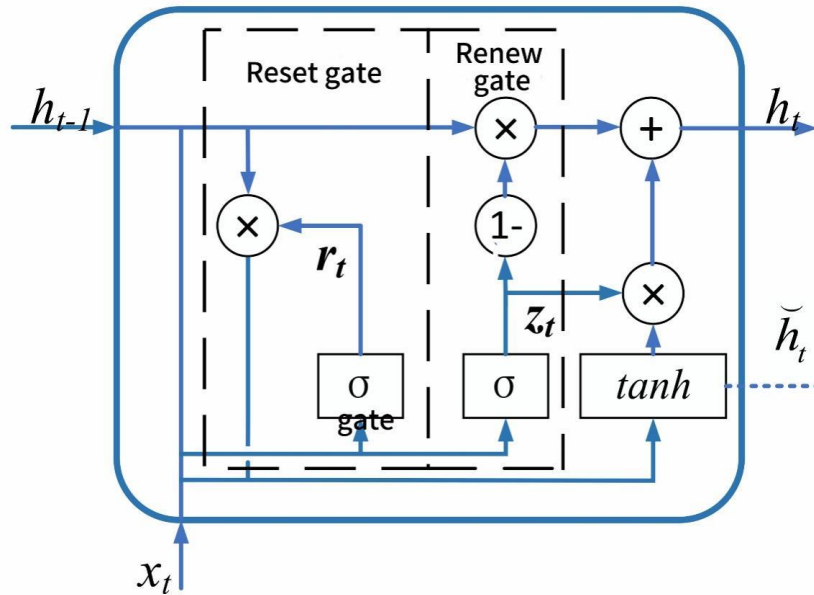 Reset gate
Renew
gate
h_{t-1}
×
+
h_t
×
1-
r_t
z_t
×
h̆_t
σ
gate
σ
tanh
x_t